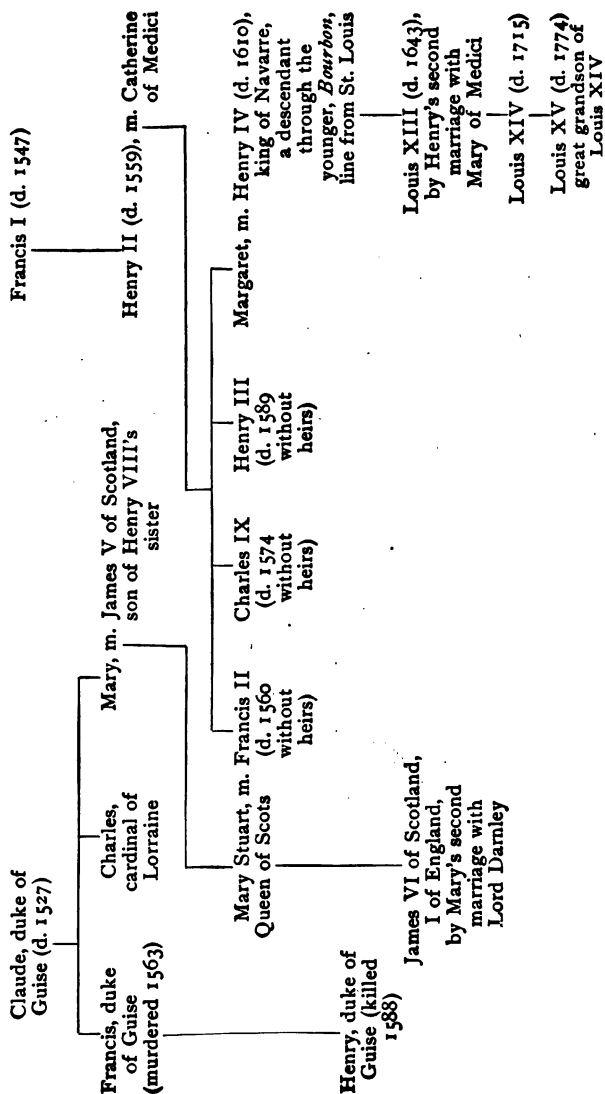 Francis I (d. 1547)
Claude, duke of
Guise (d. 1527)
Francis, duke
of Guise
(murdered 1563)
Charles,
cardinal of
Lorraine
Mary, m. James V of Scotland,
son of Henry VIII's
sister
Henry II (d. 1559), m. Catherine
of Medici
Mary Stuart, m. Francis II
Queen of Scots
(d. 1560
without
heirs)
Charles IX
(d. 1574
without
heirs)
Henry III
(d. 1589
without
heirs)
Margaret, m. Henry IV (d. 1610),
king of Navarre,
a descendant
through the
younger, Bourbon,
line from St. Louis
Henry, duke of
Guise (killed
1588)
James VI of Scotland,
I of England,
by Mary's second
marriage with
Lord Darnley
Louis XIII (d. 1643),
by Henry's second
marriage with
Mary of Medici
Louis XIV (d. 1715)
Louis XV (d. 1774)
great grandson of
Louis XIV